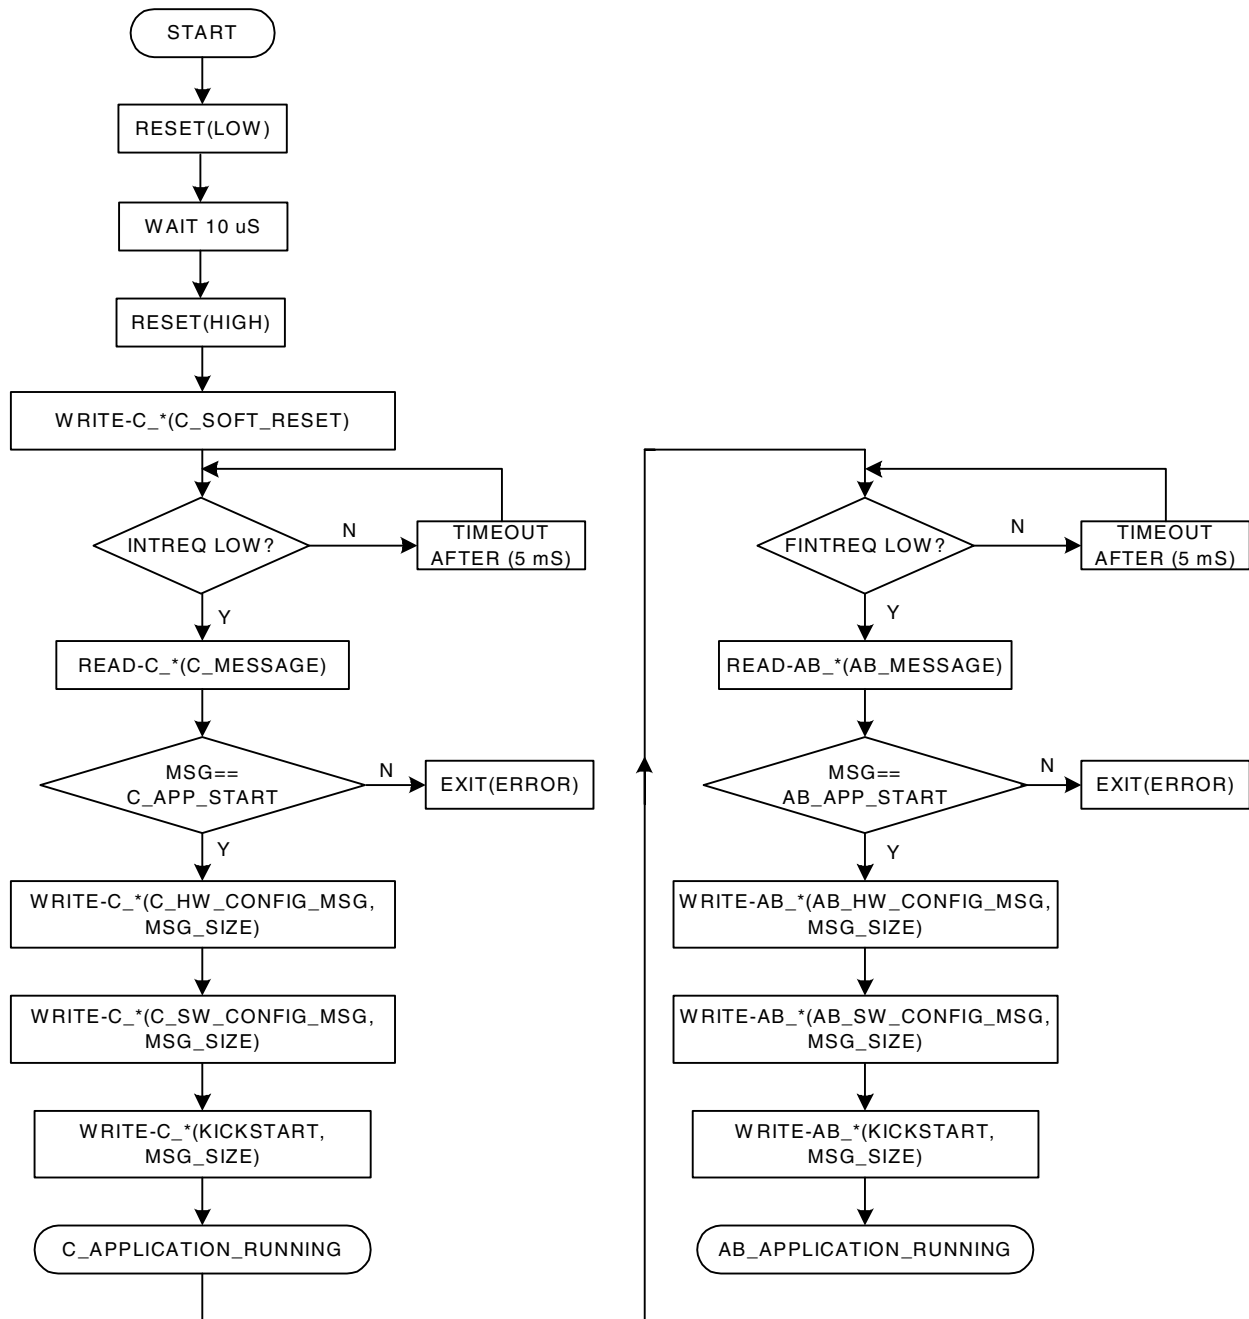 START
RESET(LOW)
WAIT 10 uS
RESET(HIGH)
WRITE-C_*(C_SOFT_RESET)
INTREQ LOW?
N
TIMEOUT
AFTER (5 mS)
Y
READ-C_*(C_MESSAGE)
MSG==
C_APP_START
N
EXIT(ERROR)
Y
WRITE-C_*(C_HW_CONFIG_MSG,
MSG_SIZE)
WRITE-C_*(C_SW_CONFIG_MSG,
MSG_SIZE)
WRITE-C_*(KICKSTART,
MSG_SIZE)
C_APPLICATION_RUNNING
FINTREQ LOW?
N
TIMEOUT
AFTER (5 mS)
Y
READ-AB_*(AB_MESSAGE)
MSG==
AB_APP_START
N
EXIT(ERROR)
Y
WRITE-AB_*(AB_HW_CONFIG_MSG,
MSG_SIZE)
WRITE-AB_*(AB_SW_CONFIG_MSG,
MSG_SIZE)
WRITE-AB_*(KICKSTART,
MSG_SIZE)
AB_APPLICATION_RUNNING